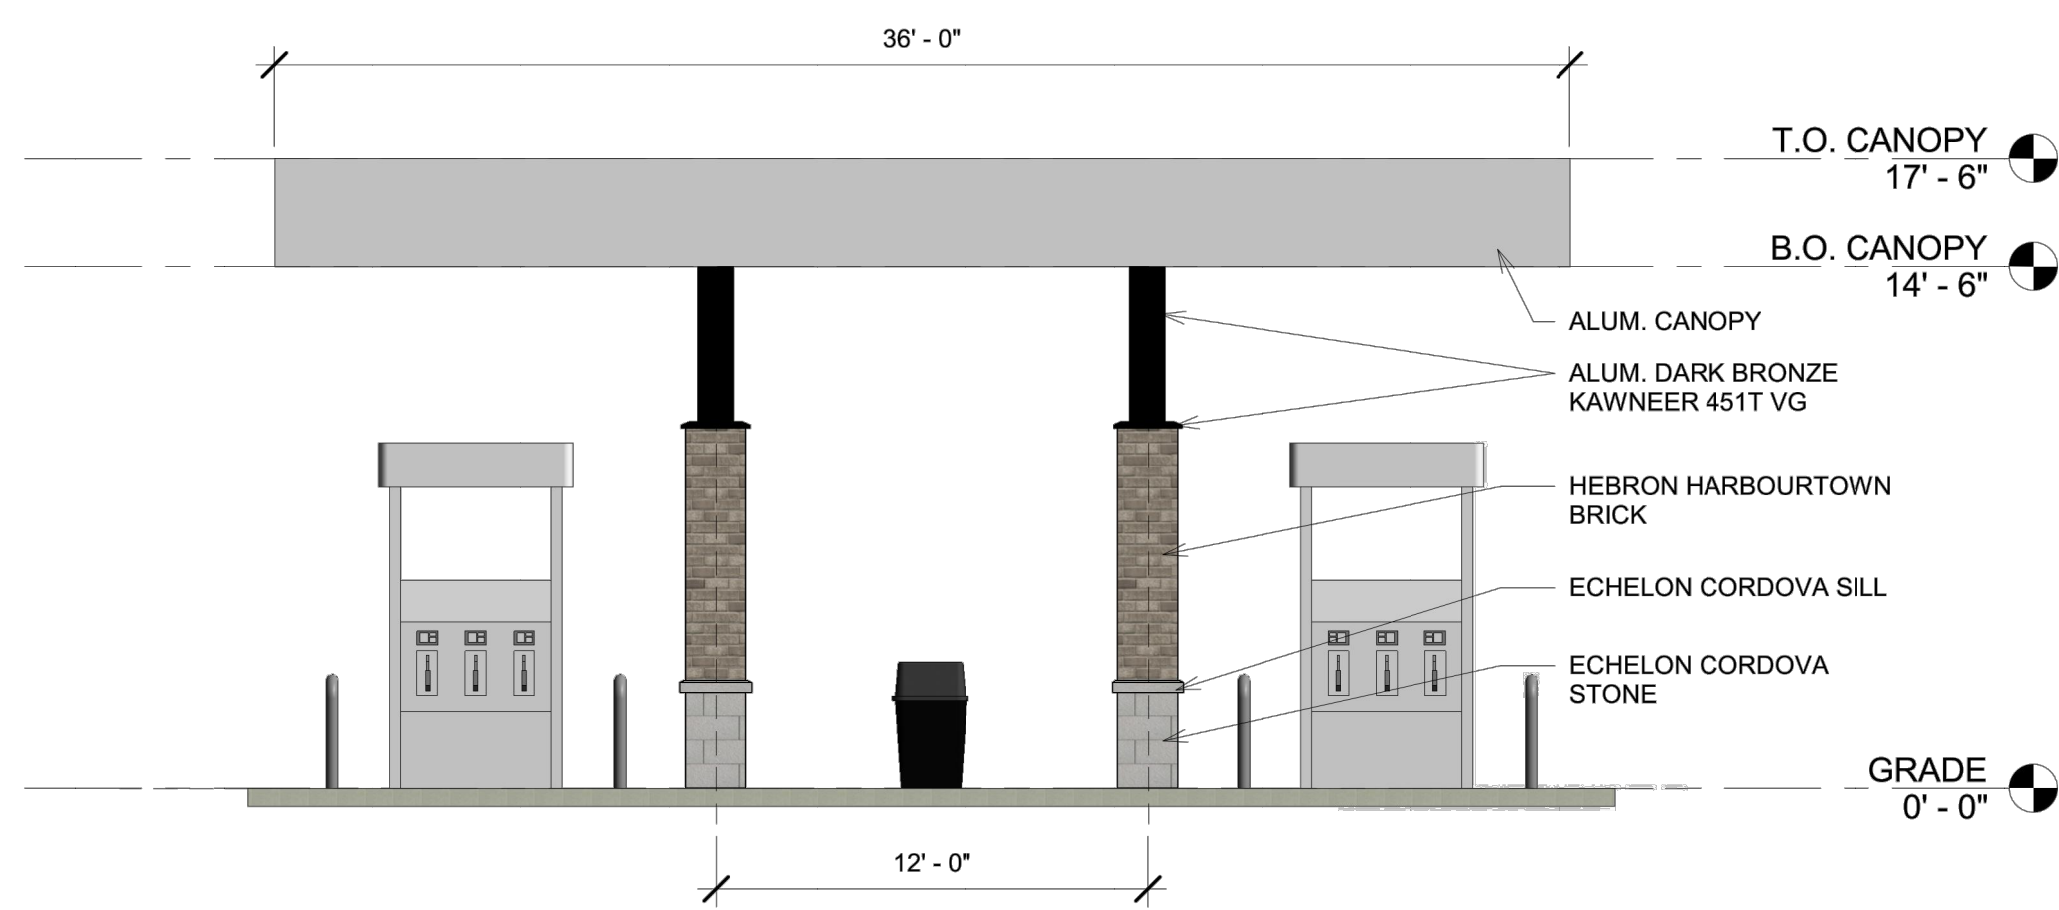 36' - 0"
T.O. CANOPY
17' - 6"
B.O. CANOPY
14' - 6"
ALUM. CANOPY
ALUM. DARK BRONZE
KAWNEER 451T VG
HEBRON HARBOURTOWN
BRICK
ECHELON CORDOVA SILL
ECHELON CORDOVA
STONE
GRADE
0' - 0"
12' - 0"